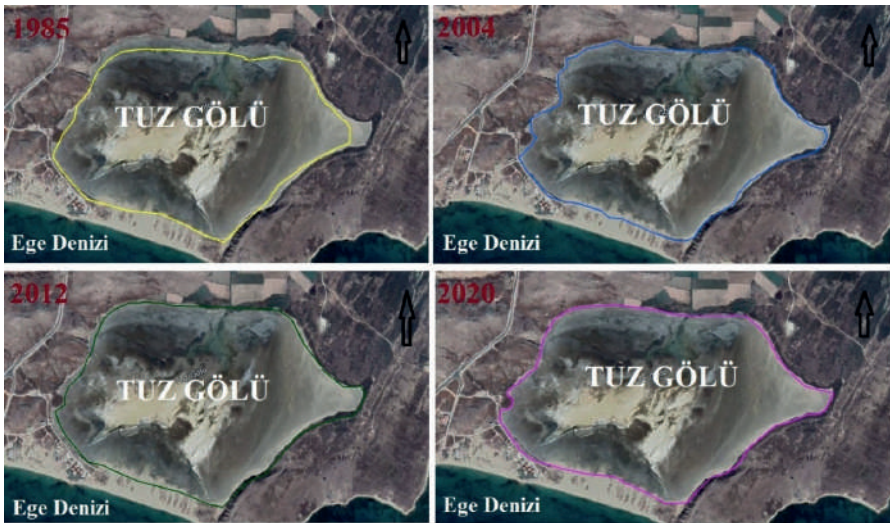 1985
TUZ GÖLÜ
Ege Denizi
2004
TUZ GÖLÜ
Ege Denizi
2012
TUZ GÖLÜ
Ege Denizi
2020
TUZ GÖLÜ
Ege Denizi